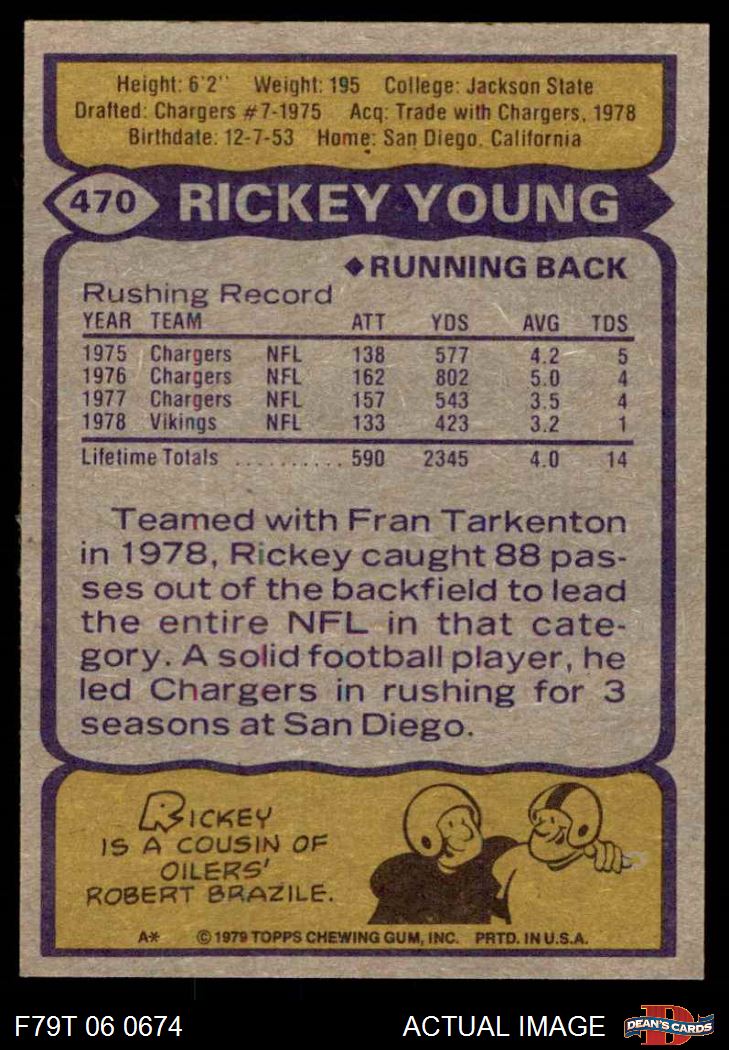 Height: 6'2" Weight: 195 College: Jackson State
Drafted: Chargers #7-1975 Acq: Trade with Chargers, 1978
Birthdate: 12-7-53 Home: San Diego, California
470 RICKEY YOUNG
◆RUNNING BACK
Rushing Record
YEAR TEAM ATT YDS AVG TDS
1975 Chargers NFL 138 577 4.2 5
1976 Chargers NFL 162 802 5.0 4
1977 Chargers NFL 157 543 3.5 4
1978 Vikings NFL 133 423 3.2 1
Lifetime Totals .......... 590 2345 4.0 14
Teamed with Fran Tarkenton
in 1978, Rickey caught 88 pas-
ses out of the backfield to lead
the entire NFL in that cate-
gory. A solid football player, he
led Chargers in rushing for 3
seasons at San Diego.
RICKEY
IS A COUSIN OF
OILERS'
ROBERT BRAZILE.
A* © 1979 TOPPS CHEWING GUM, INC. PRTD. IN U.S.A.
F79T 06 0674 ACTUAL IMAGE D DEAN'S CARDS